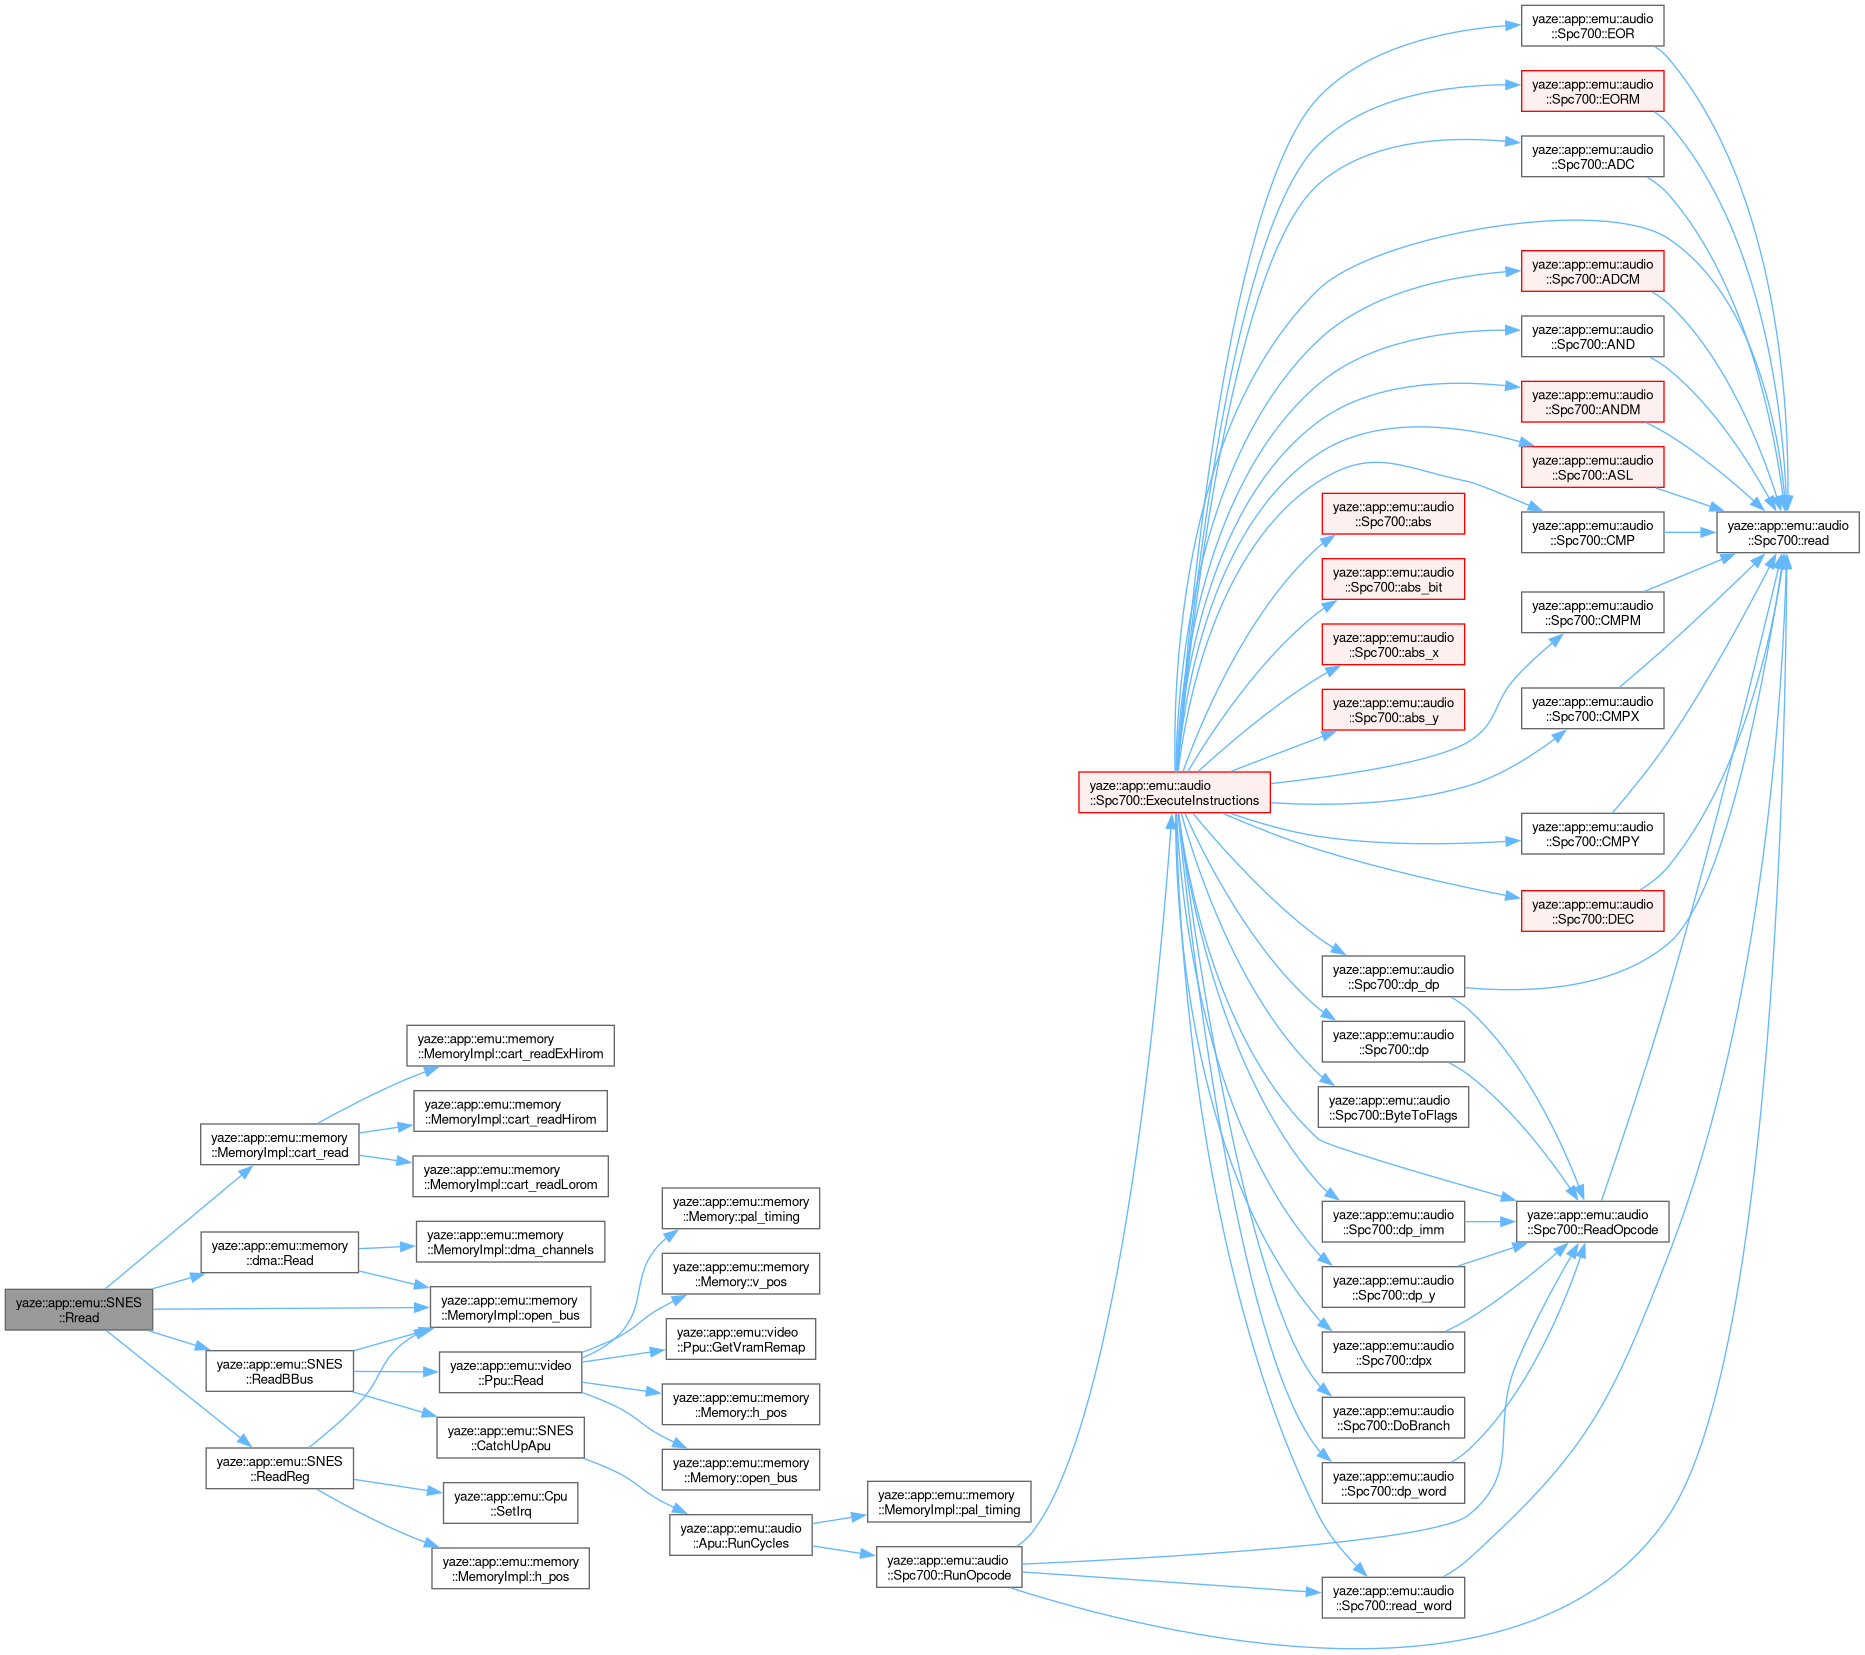 yaze::app::emu::SNES
::Rread
yaze::app::emu::memory
::MemoryImpl::cart_read
yaze::app::emu::memory
::dma::Read
yaze::app::emu::SNES
::ReadBBus
yaze::app::emu::SNES
::ReadReg
yaze::app::emu::memory
::MemoryImpl::cart_readExHirom
yaze::app::emu::memory
::MemoryImpl::cart_readHirom
yaze::app::emu::memory
::MemoryImpl::cart_readLorom
yaze::app::emu::memory
::MemoryImpl::dma_channels
yaze::app::emu::memory
::MemoryImpl::open_bus
yaze::app::emu::video
::Ppu::Read
yaze::app::emu::SNES
::CatchUpApu
yaze::app::emu::Cpu
::SetIrq
yaze::app::emu::memory
::MemoryImpl::h_pos
yaze::app::emu::memory
::Memory::pal_timing
yaze::app::emu::memory
::Memory::v_pos
yaze::app::emu::video
::Ppu::GetVramRemap
yaze::app::emu::memory
::Memory::h_pos
yaze::app::emu::memory
::Memory::open_bus
yaze::app::emu::audio
::Apu::RunCycles
yaze::app::emu::memory
::MemoryImpl::pal_timing
yaze::app::emu::audio
::Spc700::RunOpcode
yaze::app::emu::audio
::Spc700::ExecuteInstructions
yaze::app::emu::audio
::Spc700::abs
yaze::app::emu::audio
::Spc700::abs_bit
yaze::app::emu::audio
::Spc700::abs_x
yaze::app::emu::audio
::Spc700::abs_y
yaze::app::emu::audio
::Spc700::dp_dp
yaze::app::emu::audio
::Spc700::dp
yaze::app::emu::audio
::Spc700::ByteToFlags
yaze::app::emu::audio
::Spc700::dp_imm
yaze::app::emu::audio
::Spc700::dp_y
yaze::app::emu::audio
::Spc700::dpx
yaze::app::emu::audio
::Spc700::DoBranch
yaze::app::emu::audio
::Spc700::dp_word
yaze::app::emu::audio
::Spc700::read_word
yaze::app::emu::audio
::Spc700::EOR
yaze::app::emu::audio
::Spc700::EORM
yaze::app::emu::audio
::Spc700::ADC
yaze::app::emu::audio
::Spc700::ADCM
yaze::app::emu::audio
::Spc700::AND
yaze::app::emu::audio
::Spc700::ANDM
yaze::app::emu::audio
::Spc700::ASL
yaze::app::emu::audio
::Spc700::CMP
yaze::app::emu::audio
::Spc700::CMPM
yaze::app::emu::audio
::Spc700::CMPX
yaze::app::emu::audio
::Spc700::CMPY
yaze::app::emu::audio
::Spc700::DEC
yaze::app::emu::audio
::Spc700::ReadOpcode
yaze::app::emu::audio
::Spc700::read